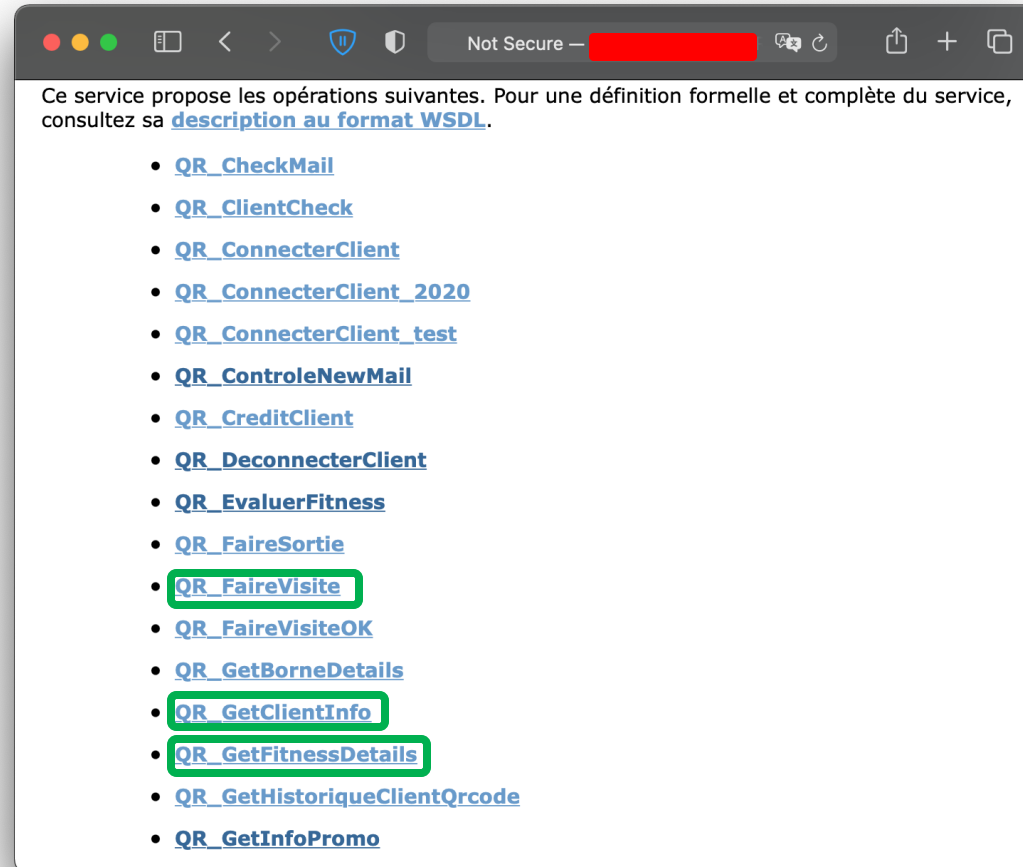 Not Secure —
Ce service propose les opérations suivantes. Pour une définition formelle et complète du service,
consultez sa description au format WSDL.
QR_CheckMail
QR_ClientCheck
QR_ConnecterClient
QR_ConnecterClient_2020
QR_ConnecterClient_test
QR_ControleNewMail
QR_CreditClient
QR_DeconnecterClient
QR_EvaluerFitness
QR_FaireSortie
QR_FaireVisite
QR_FaireVisiteOK
QR_GetBorneDetails
QR_GetClientInfo
QR_GetFitnessDetails
QR_GetHistoriqueClientQrcode
QR_GetInfoPromo